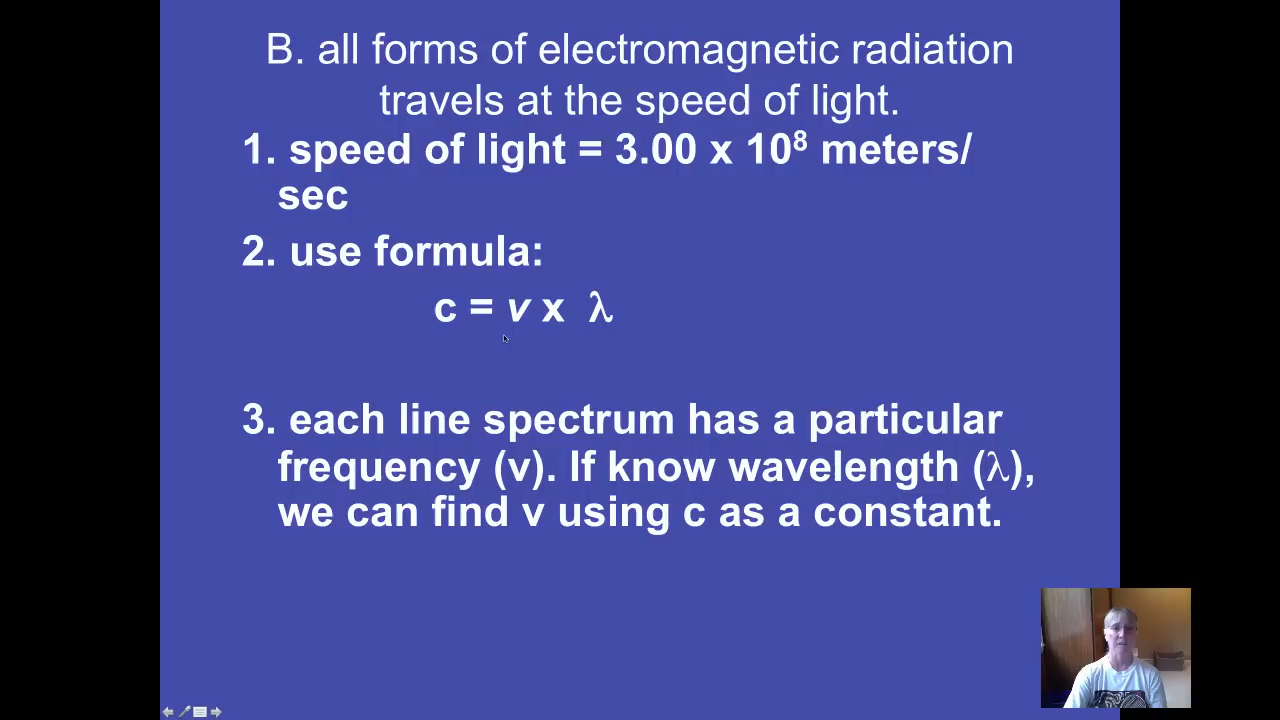 B. all forms of electromagnetic radiation
travels at the speed of light.
1. speed of light = 3.00 x 10⁸ meters/
sec
2. use formula:
c = v x λ
3. each line spectrum has a particular
frequency (v). If know wavelength (λ),
we can find v using c as a constant.